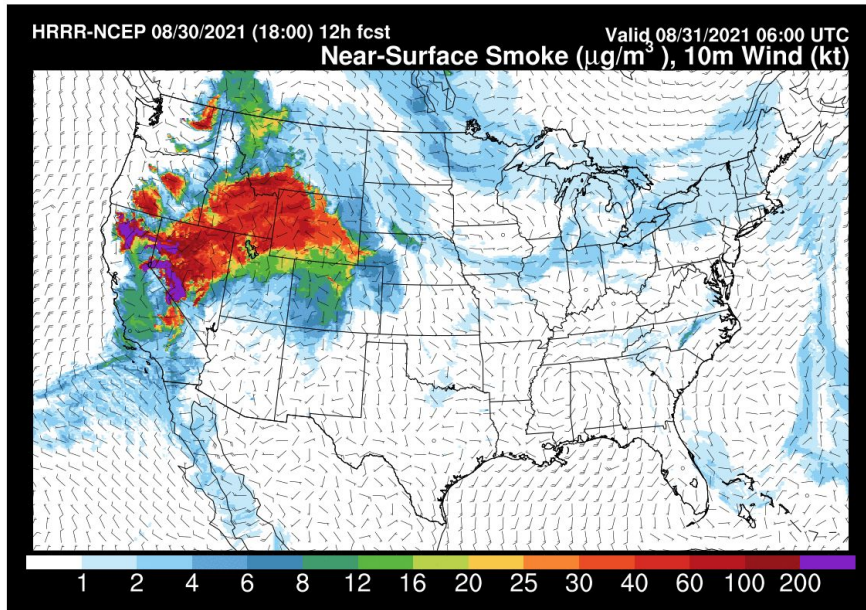 HRRR-NCEP 08/30/2021 (18:00) 12h fcst
Valid 08/31/2021 06:00 UTC
Near-Surface Smoke (μg/m³), 10m Wind (kt)
1 2 4 6 8 12 16 20 25 30 40 60 100 200